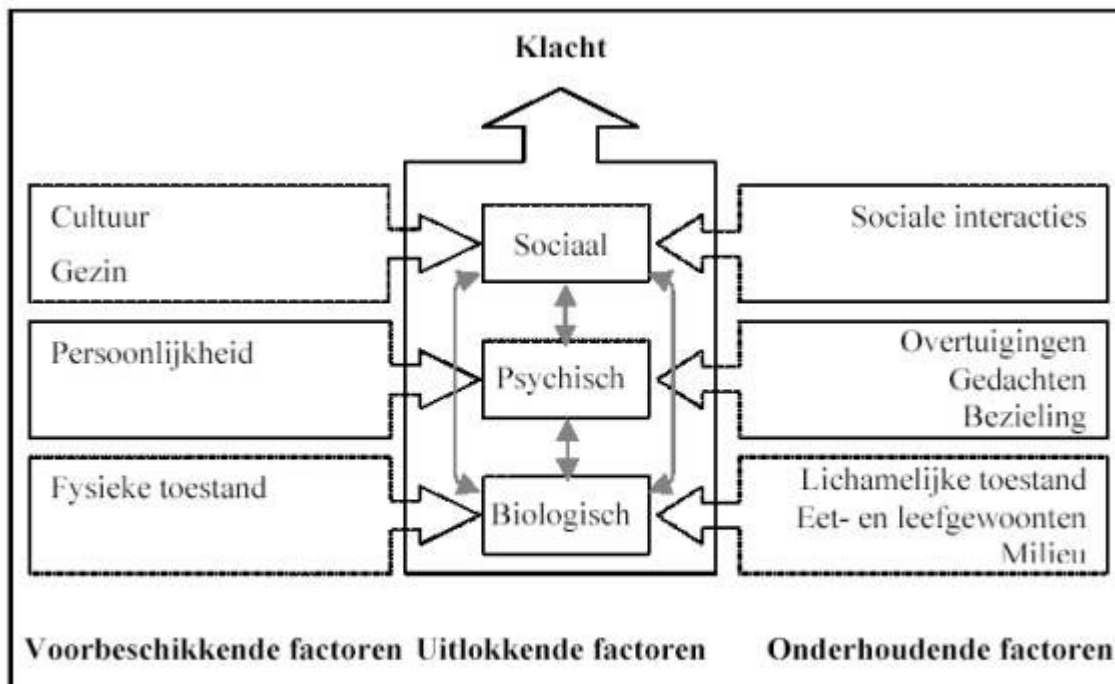 Klacht
Cultuur
Gezin
Sociaal
Sociale interacties
Persoonlijkheid
Psychisch
Overtuigingen
Gedachten
Bezieling
Fysieke toestand
Biologisch
Lichamelijke toestand
Eet- en leefgewoonten
Milieu
Voorbeschikkende factoren
Uitlokkende factoren
Onderhoudende factoren